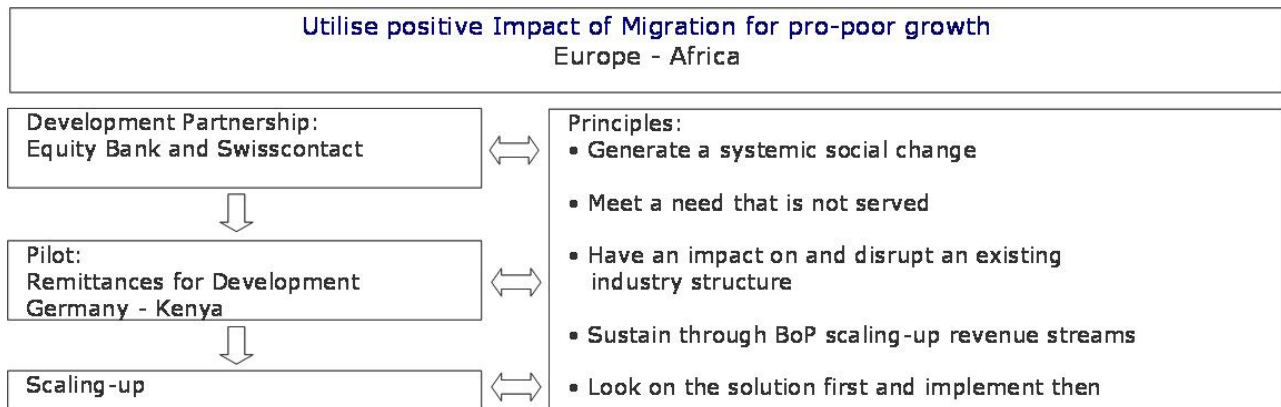 Utilise positive Impact of Migration for pro-poor growth
Europe - Africa
Development Partnership:
Equity Bank and Swisscontact
Pilot:
Remittances for Development
Germany - Kenya
Scaling-up
Principles:
• Generate a systemic social change
• Meet a need that is not served
• Have an impact on and disrupt an existing
industry structure
• Sustain through BoP scaling-up revenue streams
• Look on the solution first and implement then